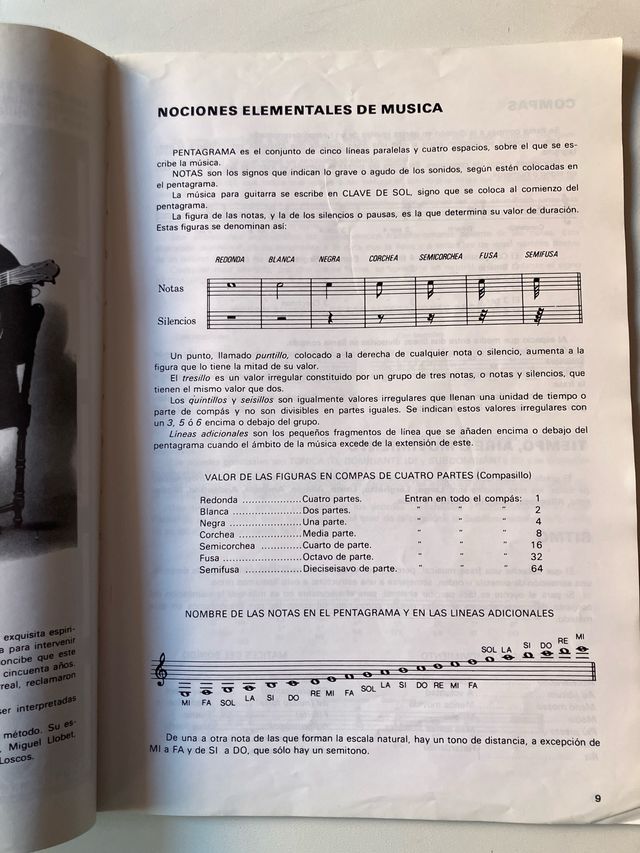 exquisita espiri-
a para intervenir
oncibe que este
cincuenta años.
real, reclamaron
ser interpretadas
método. Su es-
, Miguel Llobet,
Loscos.
NOCIONES ELEMENTALES DE MUSICA
PENTAGRAMA es el conjunto de cinco líneas paralelas y cuatro espacios, sobre el que se es-
cribe la música.
NOTAS son los signos que indican lo grave o agudo de los sonidos, según estén colocadas en
el pentagrama.
La música para guitarra se escribe en CLAVE DE SOL, signo que se coloca al comienzo del
pentagrama.
La figura de las notas, y la de los silencios o pausas, es la que determina su valor de duración.
Estas figuras se denominan así:
REDONDA BLANCA NEGRA CORCHEA SEMICORCHEA FUSA SEMIFUSA
Notas
Silencios
Un punto, llamado puntillo, colocado a la derecha de cualquier nota o silencio, aumenta a la
figura que lo tiene la mitad de su valor.
El tresillo es un valor irregular constituido por un grupo de tres notas, o notas y silencios, que
tienen el mismo valor que dos.
Los quintillos y seisillos son igualmente valores irregulares que llenan una unidad de tiempo o
parte de compás y no son divisibles en partes iguales. Se indican estos valores irregulares con
un 3, 5 ó 6 encima o debajo del grupo.
Líneas adicionales son los pequeños fragmentos de línea que se añaden encima o debajo del
pentagrama cuando el ámbito de la música excede de la extensión de este.
VALOR DE LAS FIGURAS EN COMPAS DE CUATRO PARTES (Compasillo)
Redonda ................Cuatro partes. Entran en todo el compás: 1
Blanca ....................Dos partes. " " " 2
Negra ....................Una parte. " " " 4
Corchea .................Media parte. " " " 8
Semicorchea ............Cuarto de parte. " " " 16
Fusa ......................Octavo de parte. " " " 32
Semifusa ................Dieciseisavo de parte. " " " 64
NOMBRE DE LAS NOTAS EN EL PENTAGRAMA Y EN LAS LINEAS ADICIONALES
MI FA SOL LA SI DO RE MI FA SOL LA SI DO RE MI FA SOL LA SI DO RE MI
De una a otra nota de las que forman la escala natural, hay un tono de distancia, a excepción de
MI a FA y de SI a DO, que sólo hay un semitono.
9